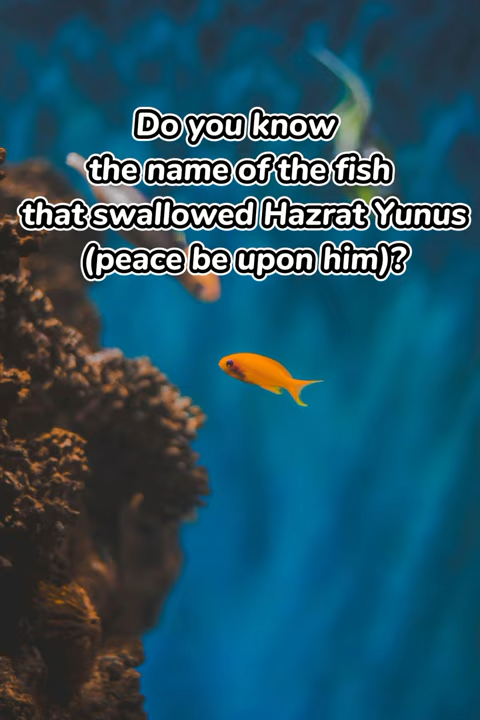 Do you know
the name of the fish
that swallowed Hazrat Yunus
(peace be upon him)?